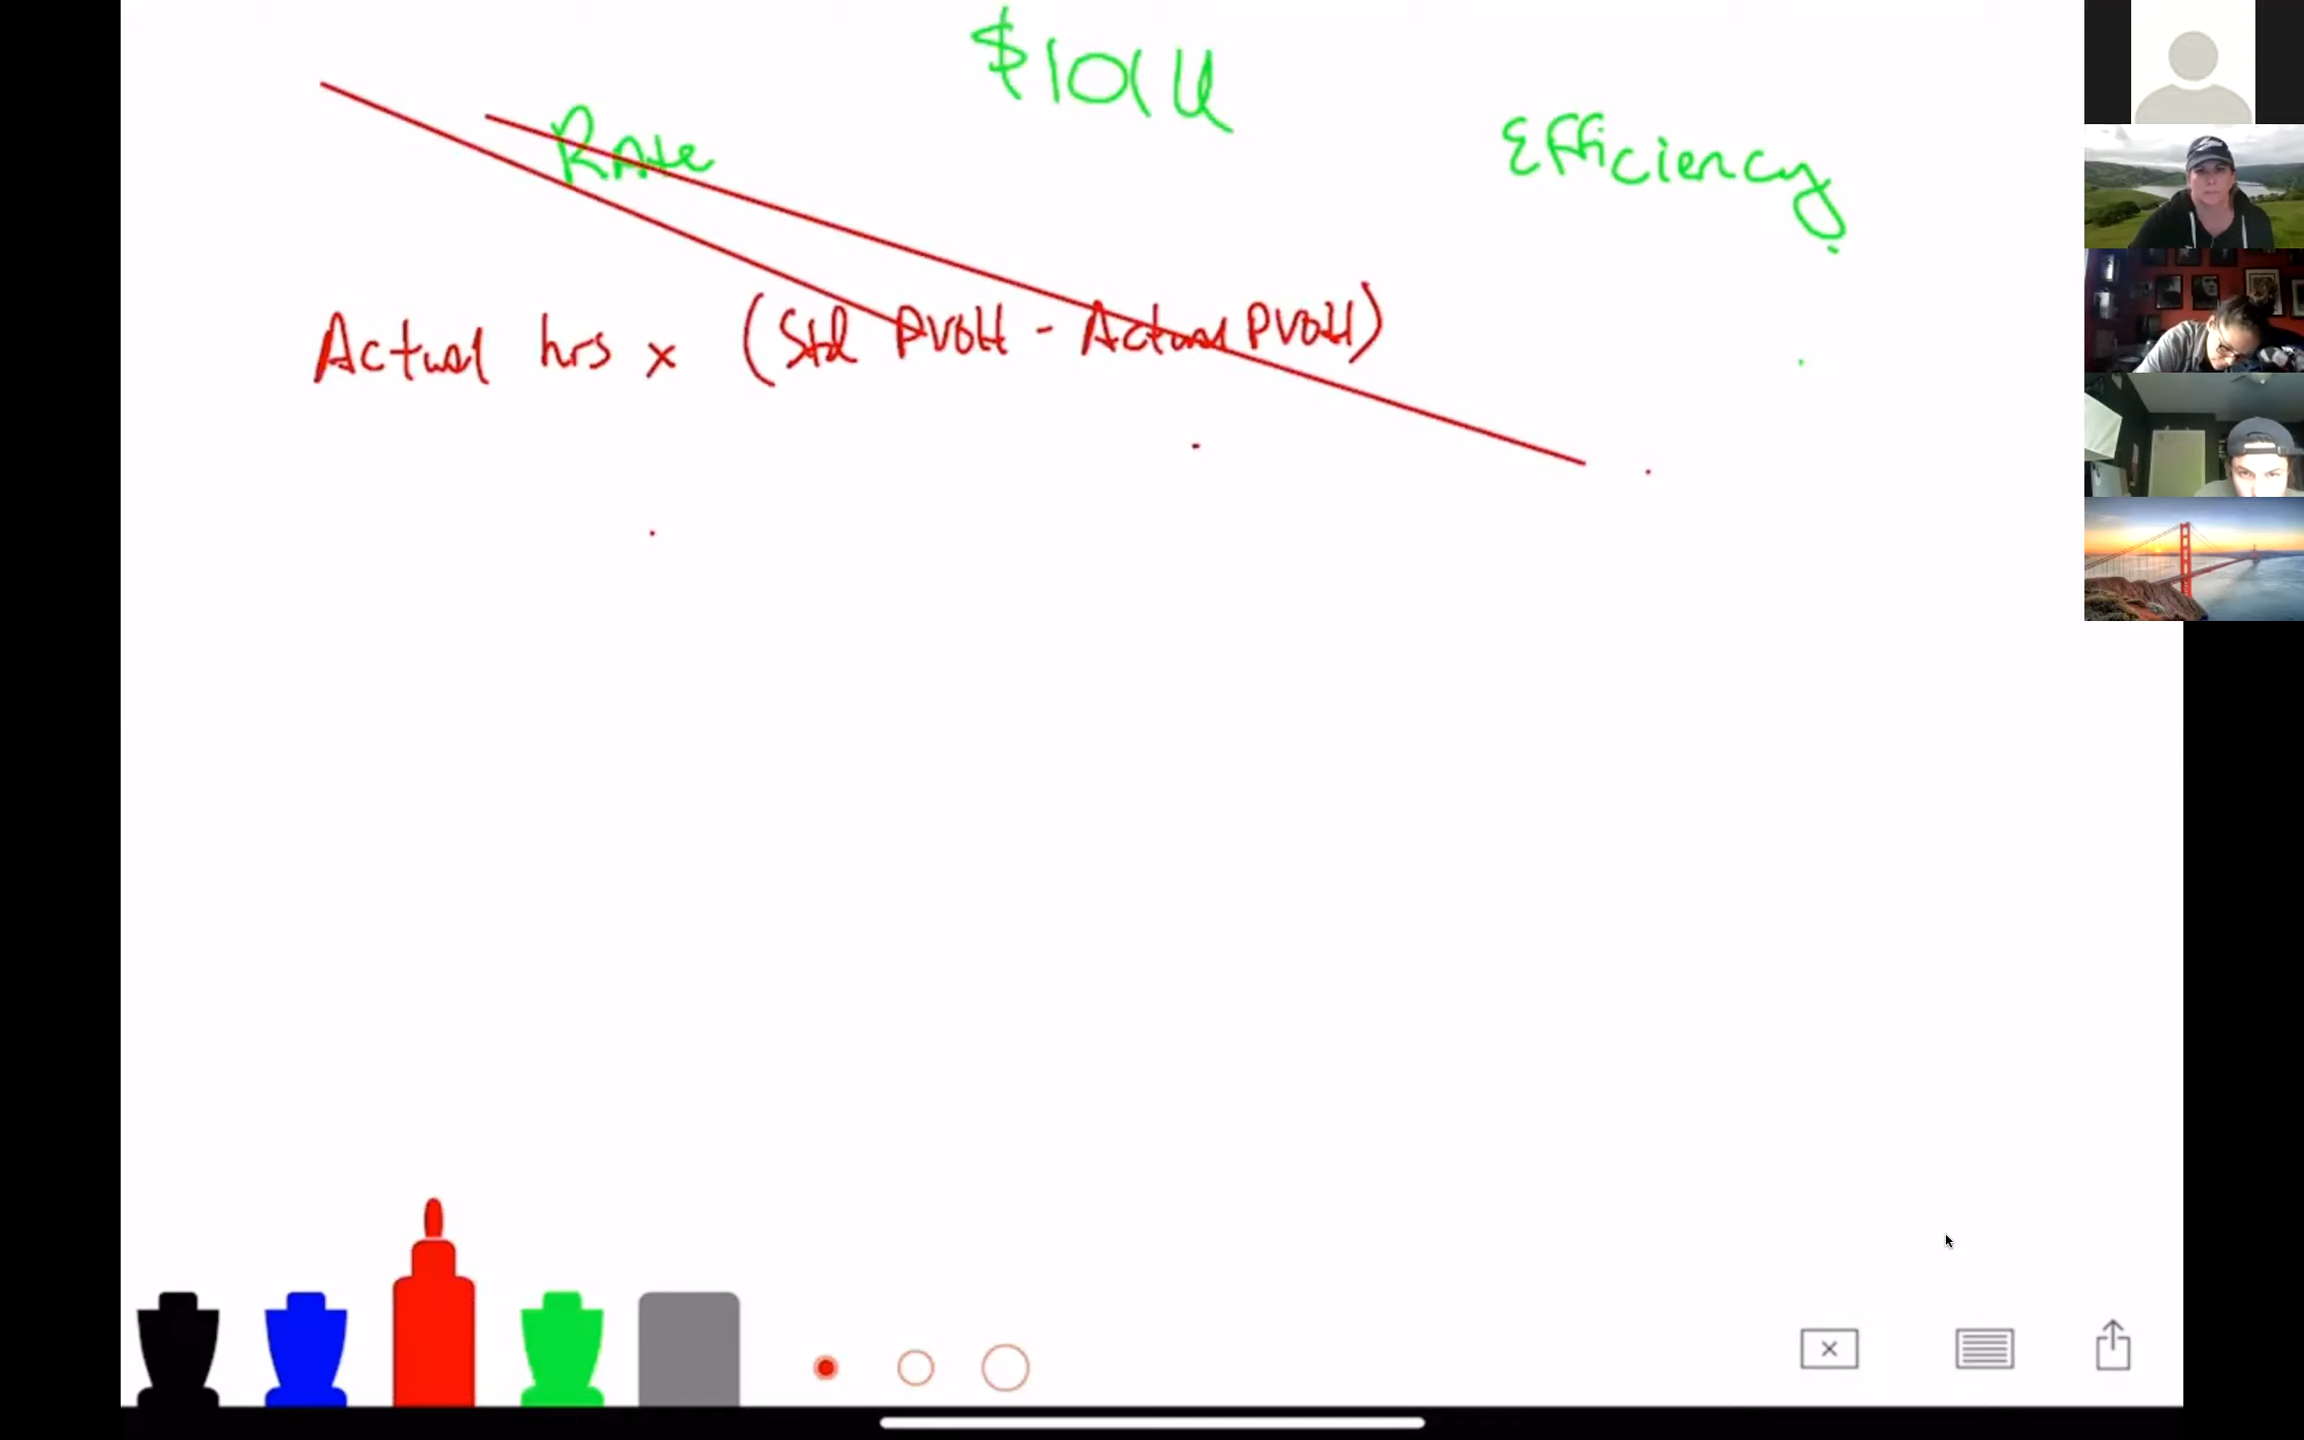 $101U
Rate
Efficiency
Actual hrs x (Std PVOH - Actual PVOH)